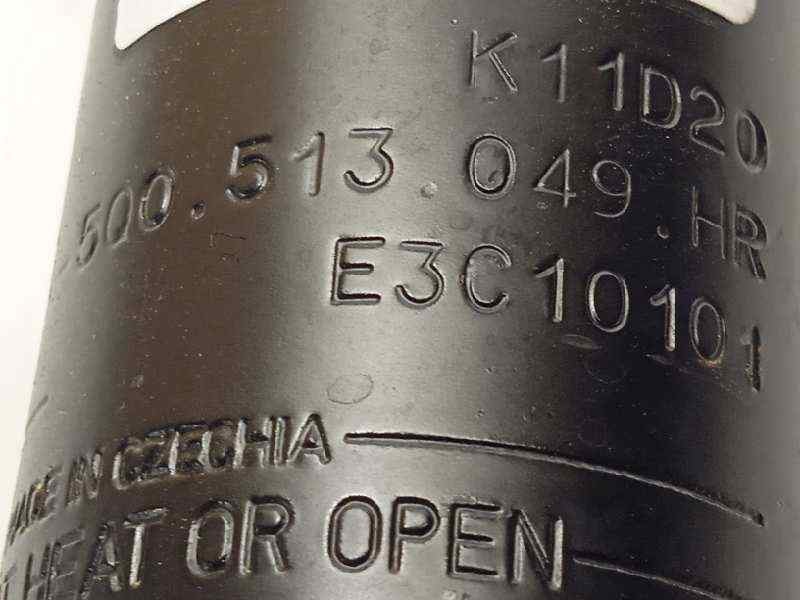 K11D20
5Q0.513.049.HR
E3C10101
MADE IN CZECHIA
HEAT OR OPEN